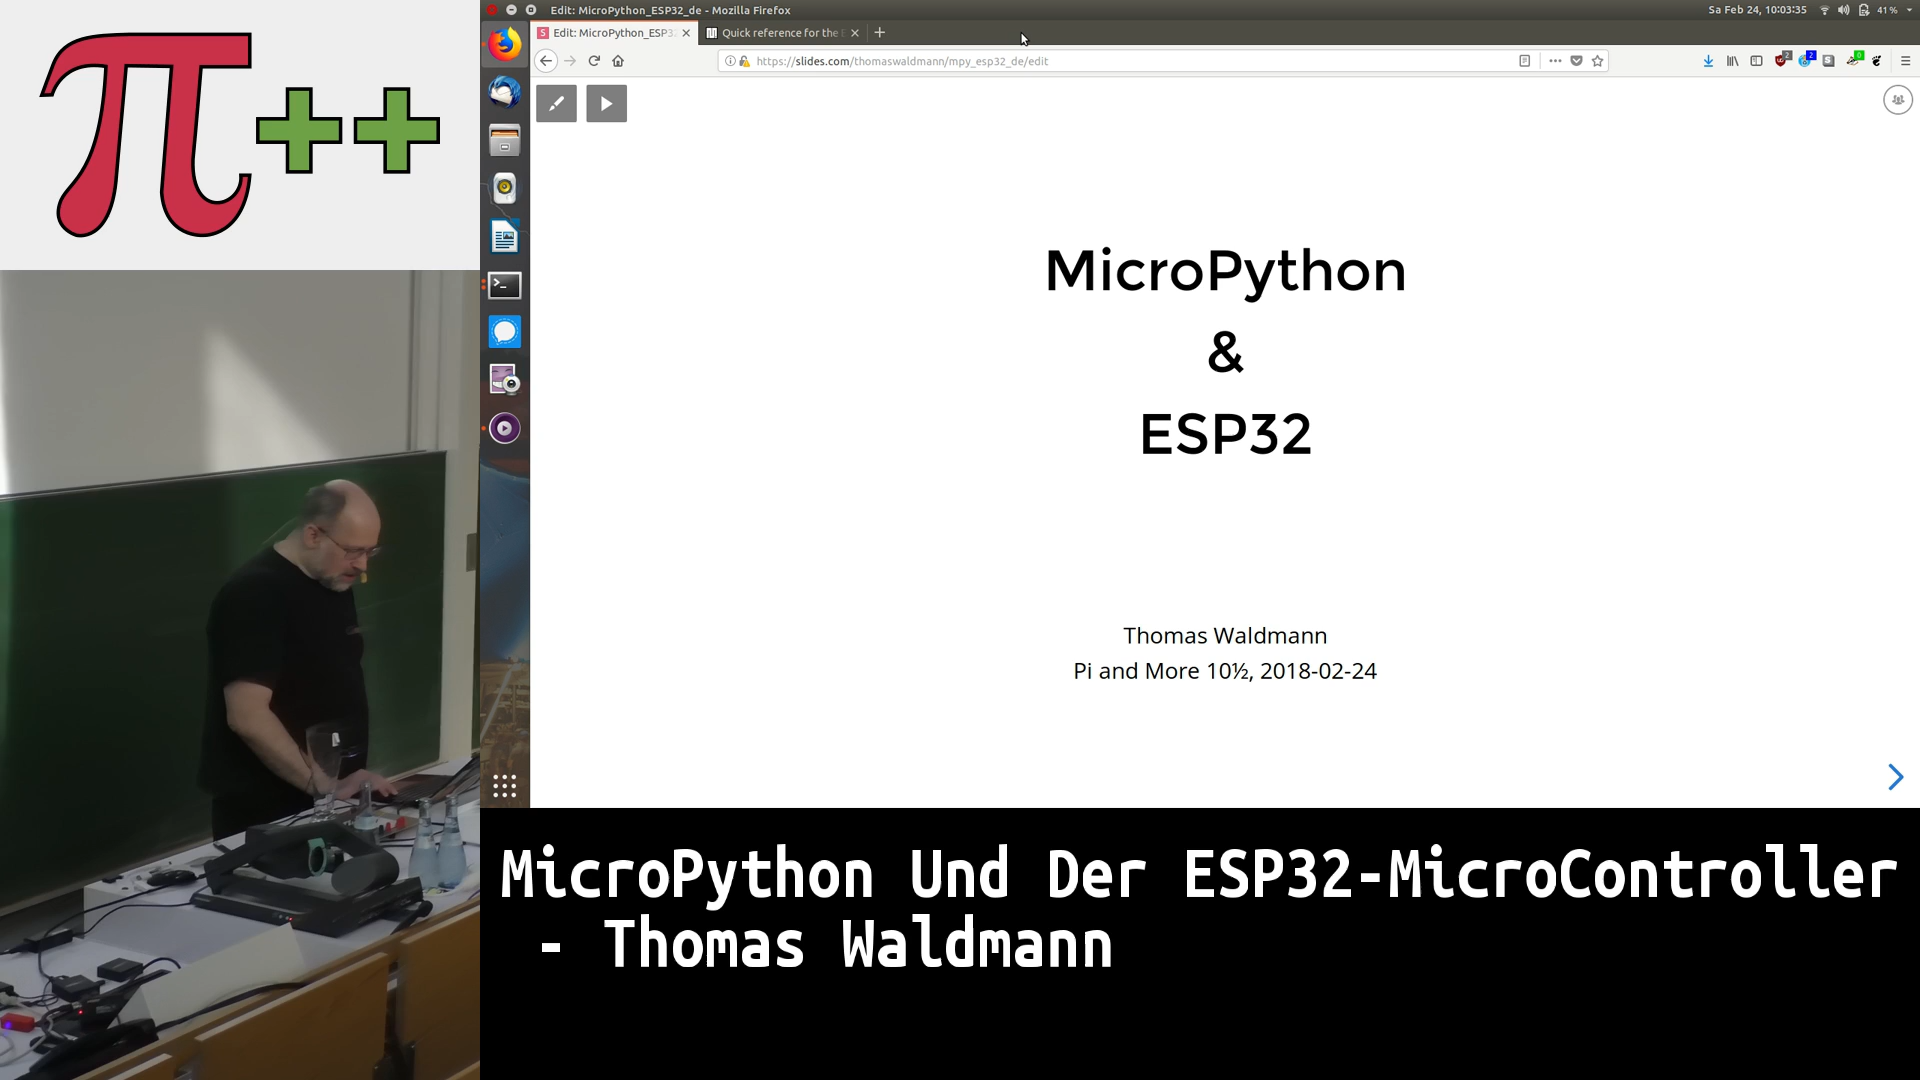 π++
Edit: MicroPython_ESP32_de - Mozilla Firefox
Sa Feb 24, 10:03:35
41 %
Edit: MicroPython_ESP32
Quick reference for the E
https://slides.com/thomaswaldmann/mpy_esp32_de/edit
MicroPython
&
ESP32
Thomas Waldmann
Pi and More 10½, 2018-02-24
MicroPython Und Der ESP32-MicroController
- Thomas Waldmann